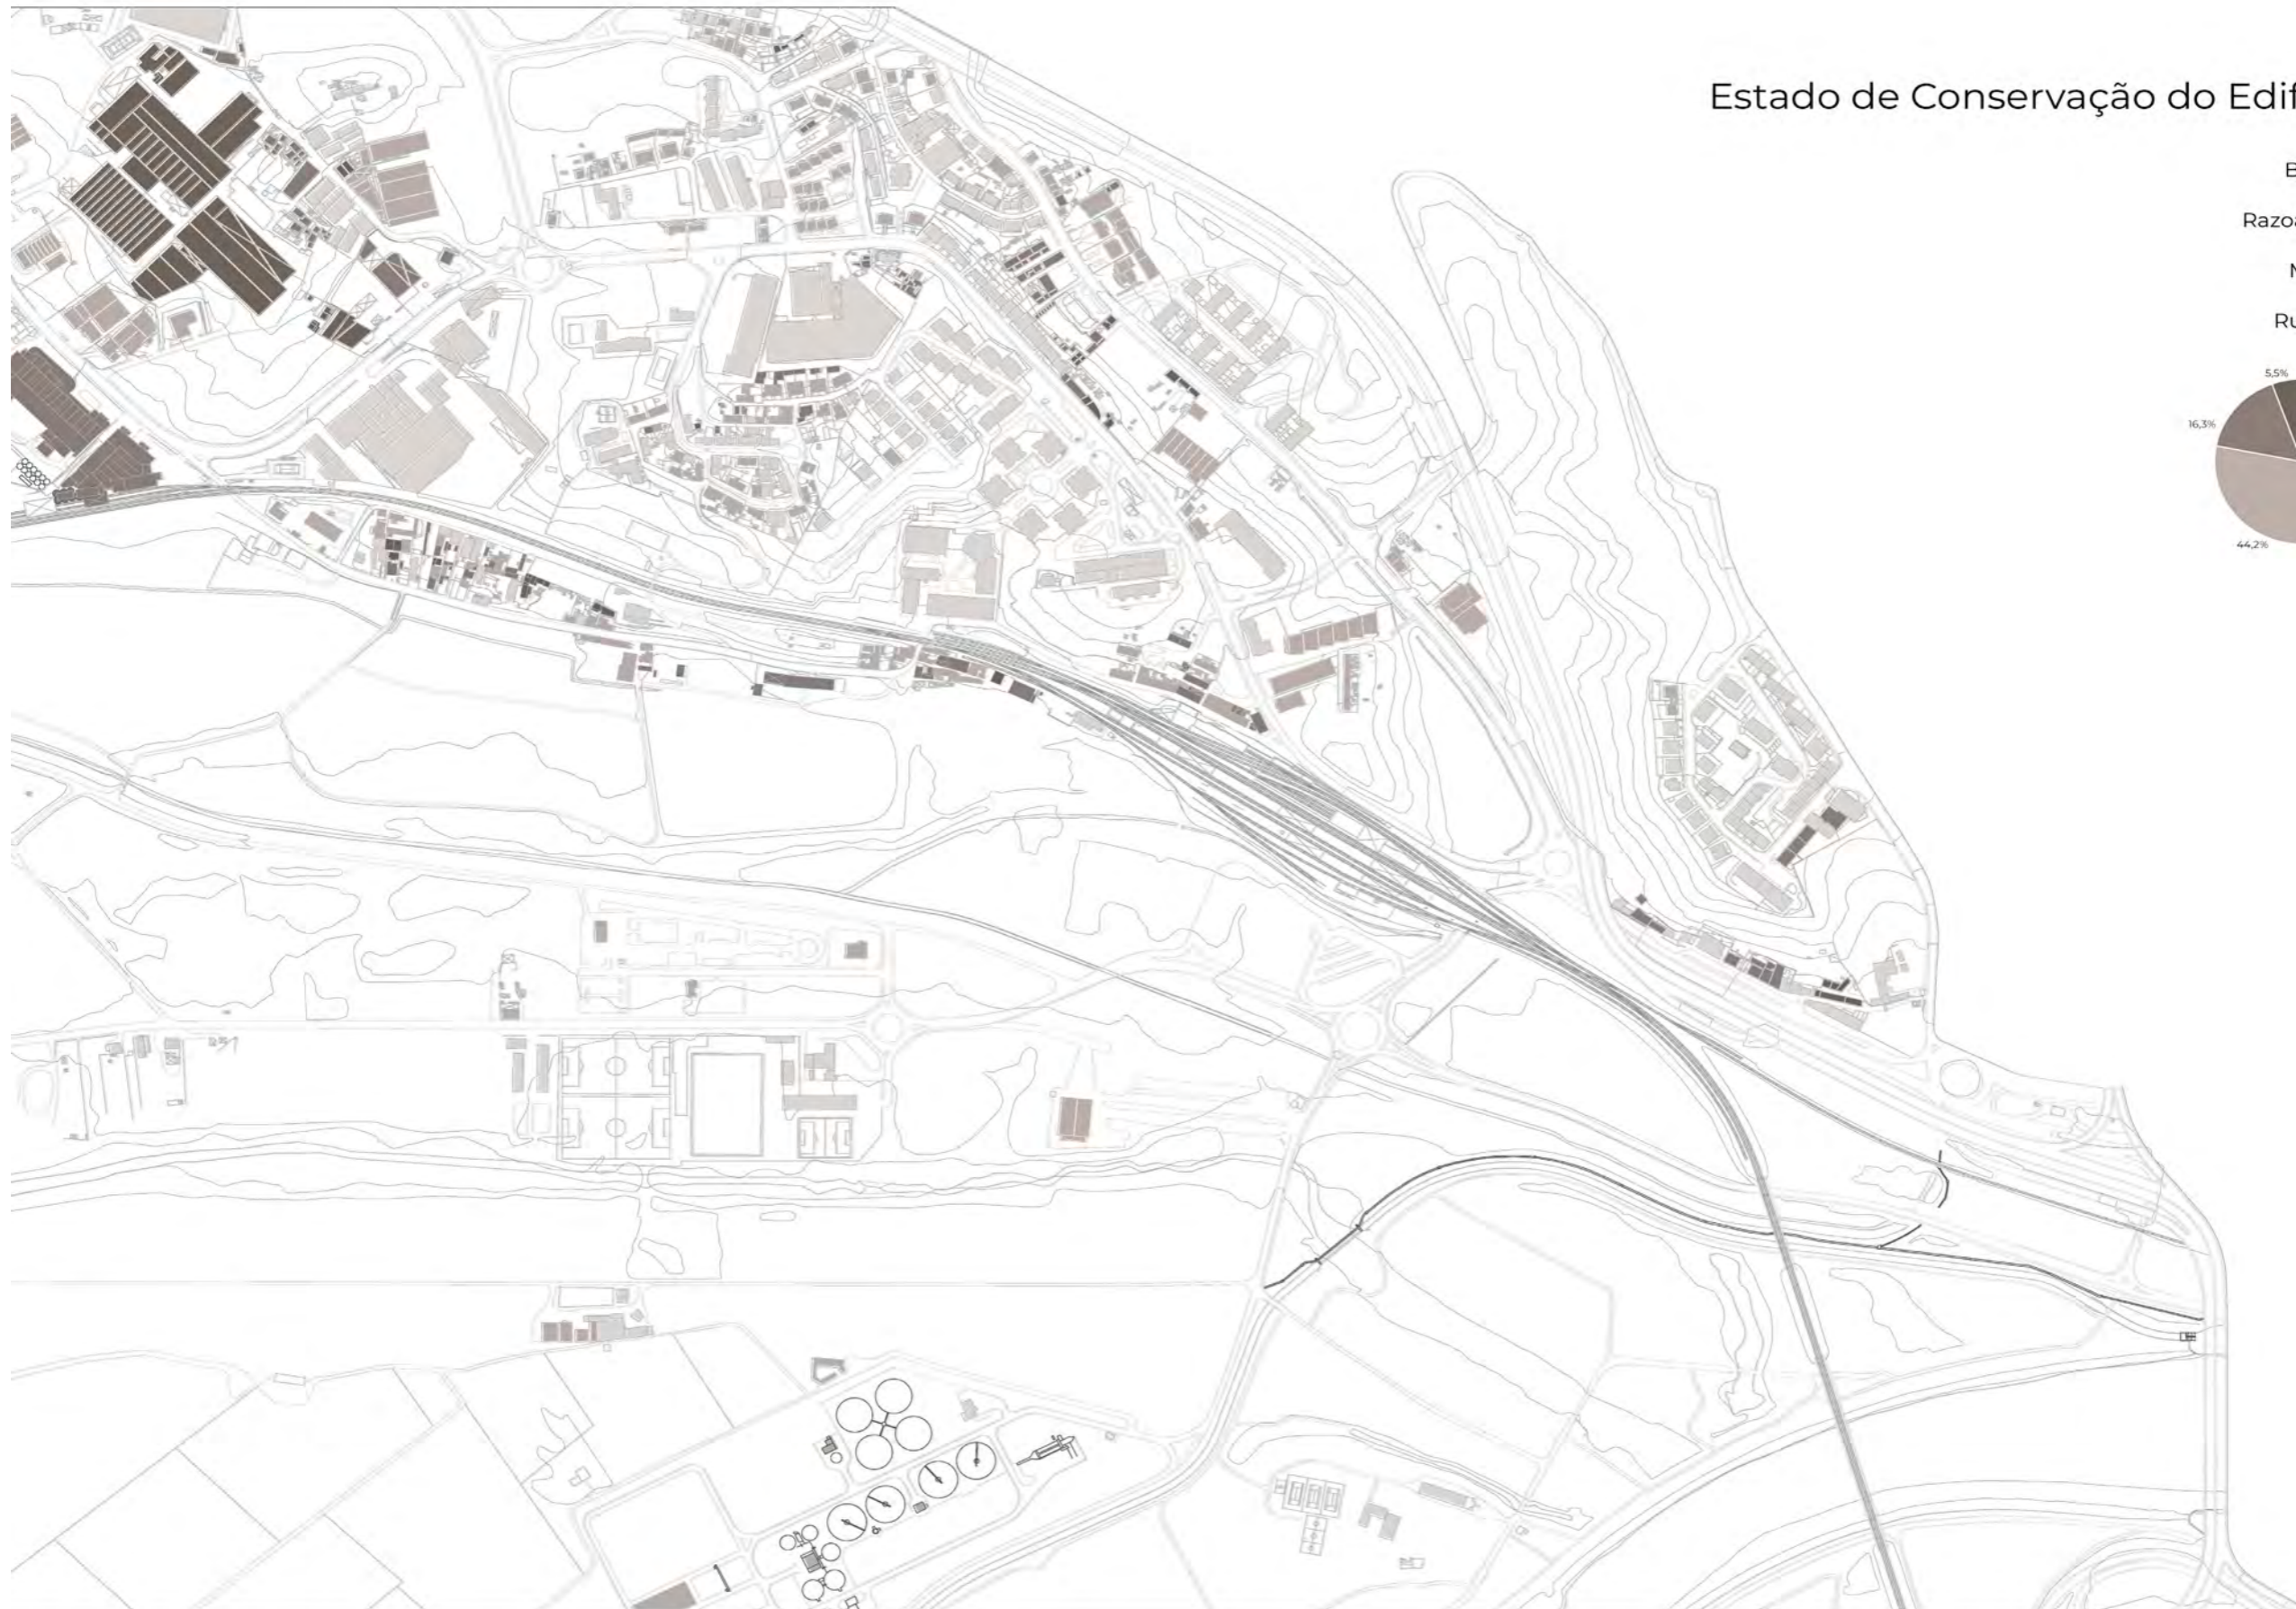 Estado de Conservação do Edif
B
Razoa
M
Ru
5,5%
16,3%
44,2%